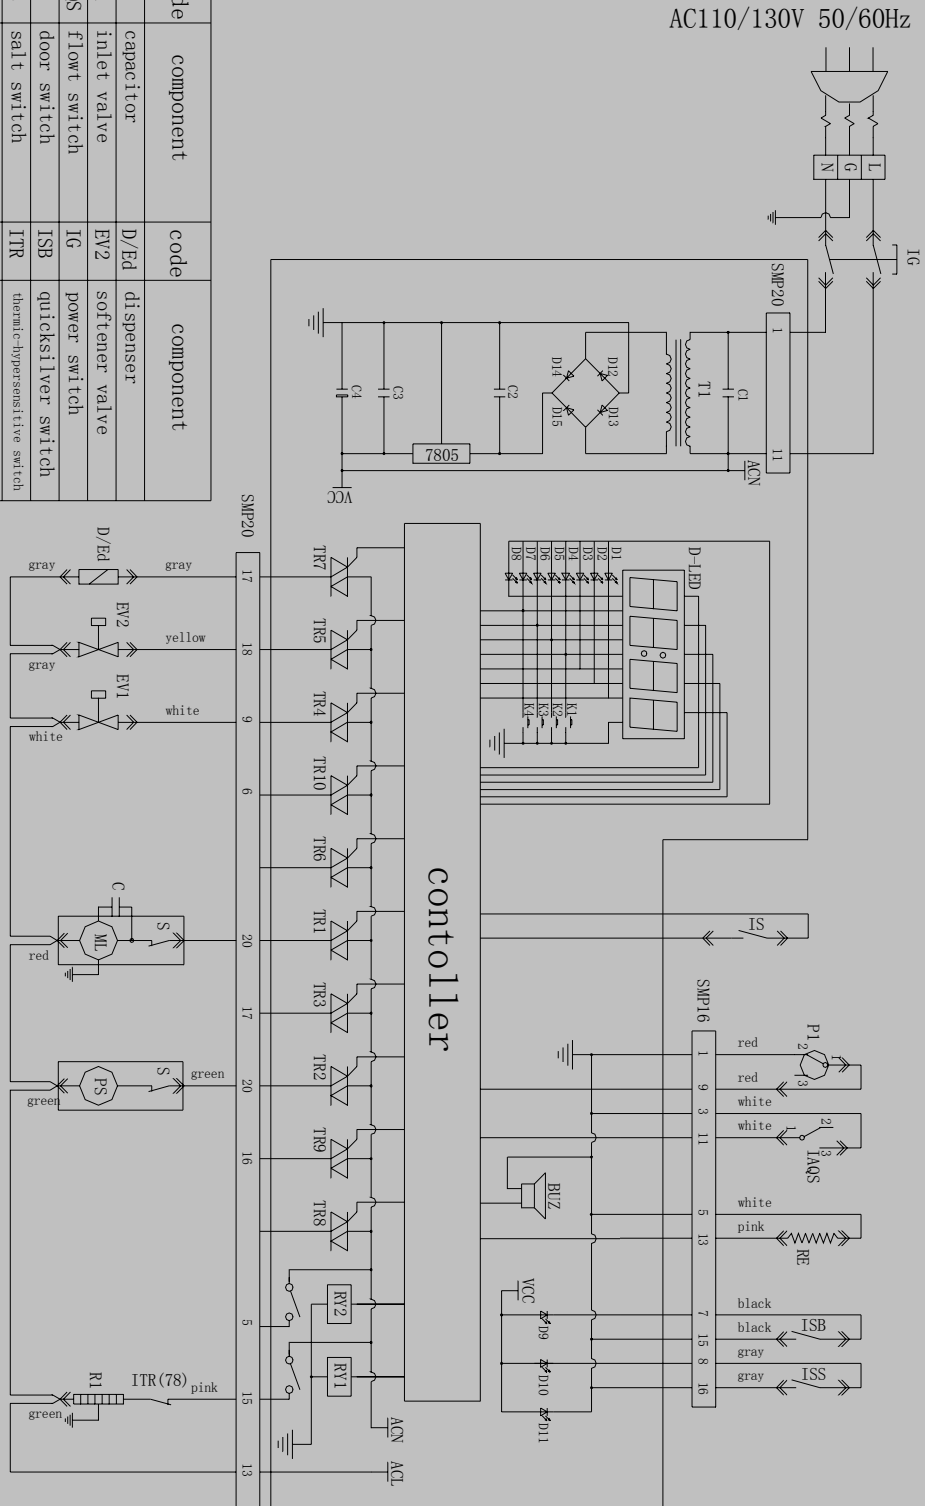 AC110/130V 50/60Hz
L
G
N
IG
SMP20
1
11
ACN
C1
T1
D12
D13
D14
D15
C2
7805
C3
C4
VCC
code
component
D/Ed
dispenser
EV2
softener valve
IG
power switch
ISB
quicksilver switch
ITR
thermic-hypersensitive switch
component
capacitor
inlet valve
flowt switch
door switch
salt switch
D-LED
D1
D2
D3
D4
D5
D6
D7
D8
K1
K2
K3
K4
contoller
IS
SMP16
1
9
3
11
5
13
7
15
8
16
red
red
white
white
white
pink
black
black
gray
gray
P1
1
2
3
IAQS
1
2
3
RE
ISB
ISS
BUZ
VCC
D9
D10
D11
TR7
TR5
TR4
TR10
TR6
TR1
TR3
TR2
TR9
TR8
RY2
RY1
ACN
ACL
SMP20
17
18
9
6
20
17
20
16
5
15
13
D/Ed
gray
gray
EV2
yellow
gray
EV1
white
white
C
S
ML
red
S
PS
green
green
R1
ITR(78)
pink
green